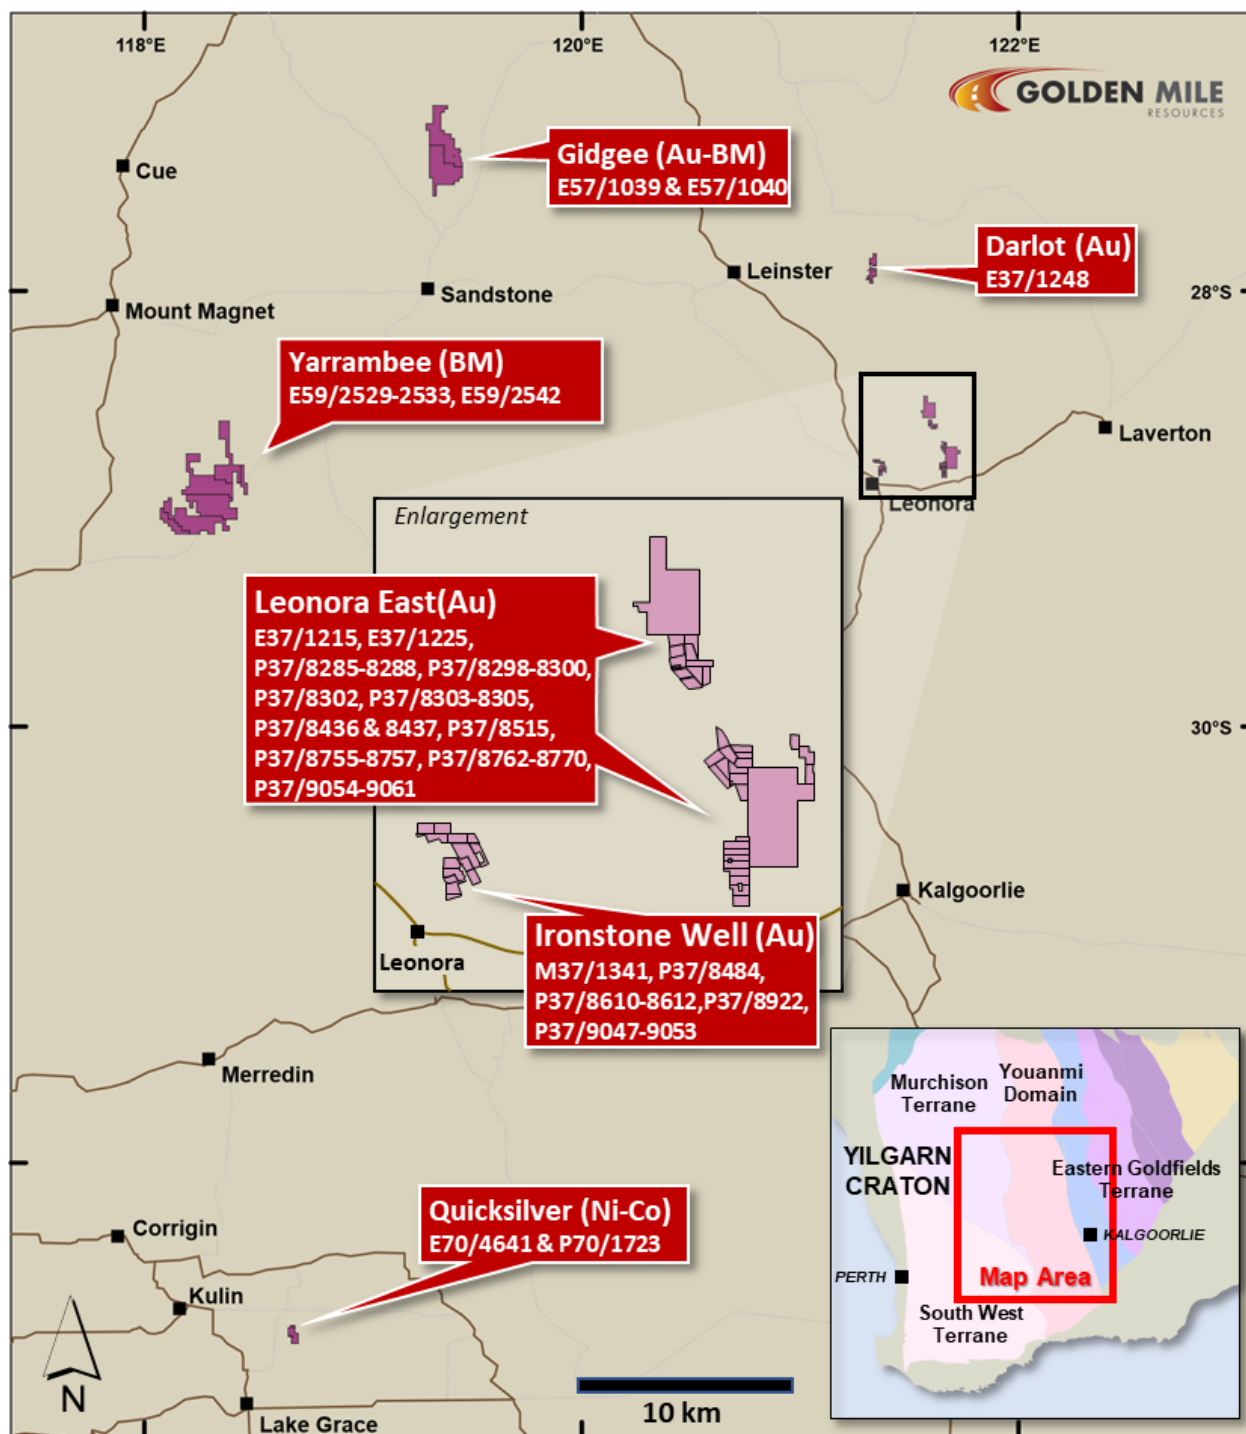 118°E
120°E
122°E
GOLDEN MILE
RESOURCES
Cue
Gidgee (Au-BM)
E57/1039 & E57/1040
Darlot (Au)
E37/1248
Leinster
Sandstone
28°S
Mount Magnet
Yarrambee (BM)
E59/2529-2533, E59/2542
Laverton
Leonora
Enlargement
Leonora East(Au)
E37/1215, E37/1225,
P37/8285-8288, P37/8298-8300,
P37/8302, P37/8303-8305,
P37/8436 & 8437, P37/8515,
P37/8755-8757, P37/8762-8770,
P37/9054-9061
30°S
Kalgoorlie
Ironstone Well (Au)
M37/1341, P37/8484,
P37/8610-8612,P37/8922,
P37/9047-9053
Leonora
Merredin
Murchison
Terrane
Youanmi
Domain
YILGARN
CRATON
Eastern Goldfields
Terrane
KALGOORLIE
PERTH
Map Area
South West
Terrane
Quicksilver (Ni-Co)
E70/4641 & P70/1723
Corrigin
Kulin
N
Lake Grace
10 km